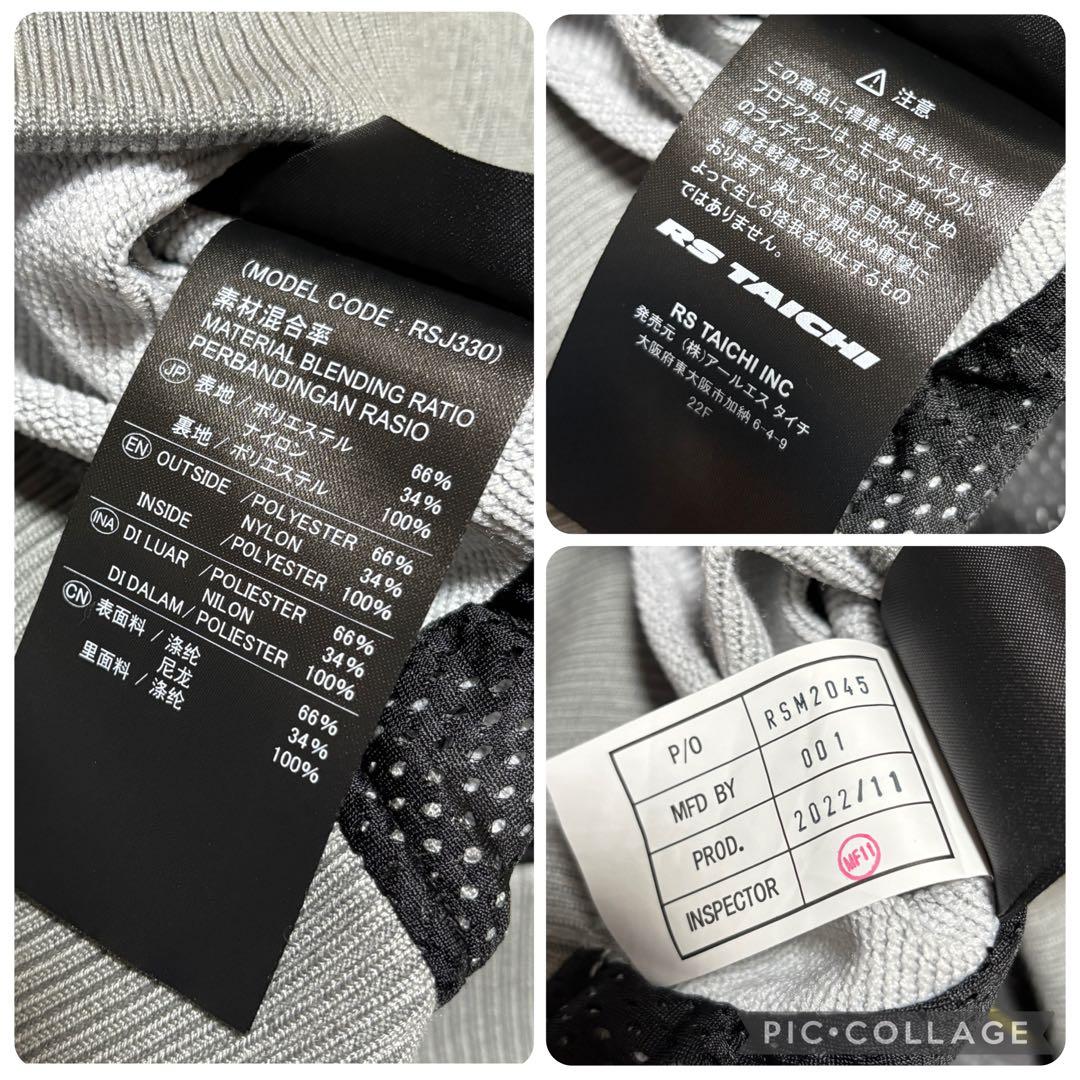 (MODEL CODE : RSJ330)
素材混合率
MATERIAL BLENDING RATIO
PERBANDINGAN RASIO
JP 表地 / ポリエステル 66%
ナイロン 34%
裏地 / ポリエステル 100%
EN OUTSIDE /POLYESTER 66%
NYLON 34%
INSIDE /POLYESTER 100%
INA DI LUAR /POLIESTER 66%
NILON 34%
DI DALAM/POLIESTER 100%
CN 表面料 / 涤纶 66%
尼龙 34%
里面料 / 涤纶 100%
⚠ 注意
この商品に標準装備されている
プロテクターは、モーターサイクル
のライディングにおいて予期せぬ
衝撃を軽減することを目的として
おります。決して予期せぬ衝撃に
よって生じる怪我を防止するもの
ではありません。
RS TAICHI
RS TAICHI INC
発売元 (株)アールエス タイチ
大阪府東大阪市加納 6-4-9
22F
P/O RSM2045
MFD BY 001
PROD. 2022/11
INSPECTOR MF11
PIC•COLLAGE